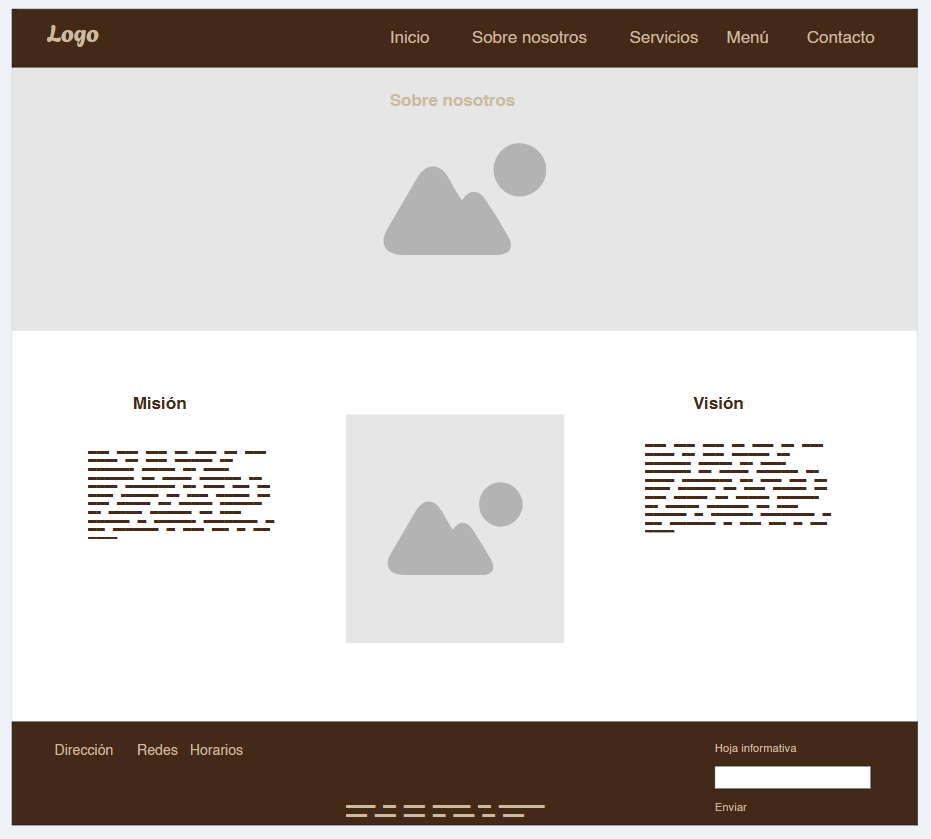 Logo
Inicio Sobre nosotros Servicios Menú Contacto
Sobre nosotros
Misión
Visión
Dirección Redes Horarios
Hoja informativa
Enviar